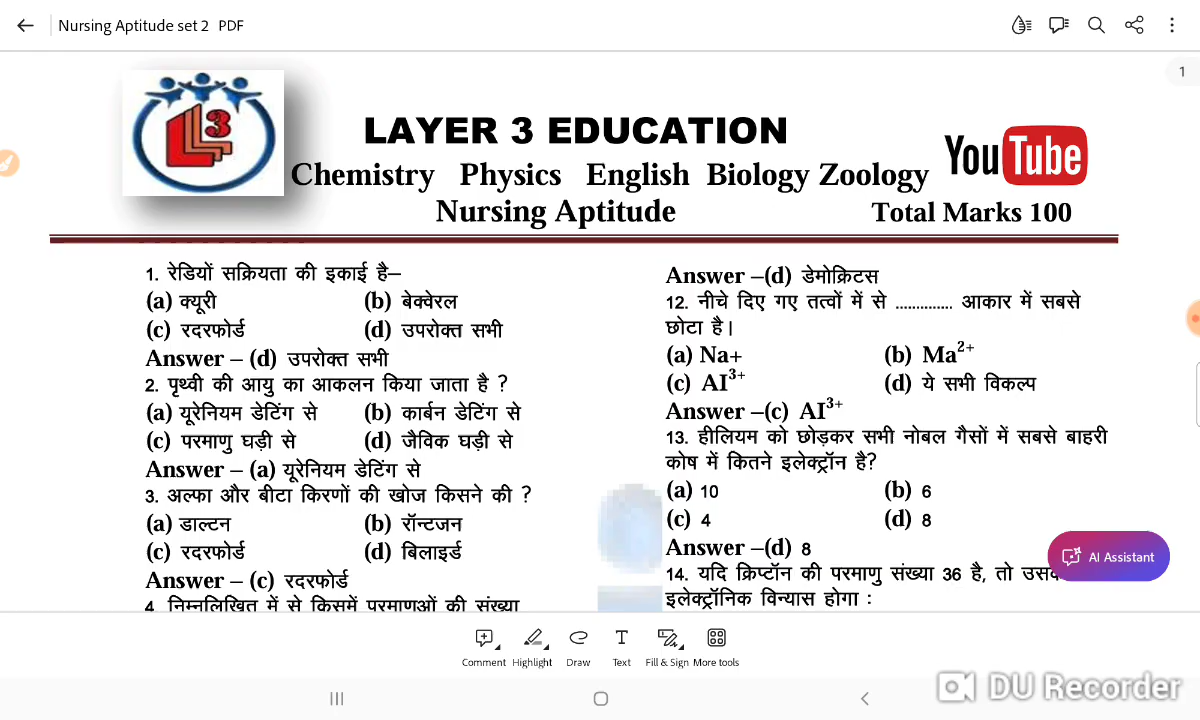 Nursing Aptitude set 2 PDF
1
3
LAYER 3 EDUCATION
YouTube
Chemistry Physics English Biology Zoology
Nursing Aptitude
Total Marks 100
1. रेडियों सक्रियता की इकाई है–
(a) क्यूरी (b) बेक्वेरल
(c) रदरफोर्ड (d) उपरोक्त सभी
Answer – (d) उपरोक्त सभी
2. पृथ्वी की आयु का आकलन किया जाता है ?
(a) यूरेनियम डेटिंग से (b) कार्बन डेटिंग से
(c) परमाणु घड़ी से (d) जैविक घड़ी से
Answer – (a) यूरेनियम डेटिंग से
3. अल्फा और बीटा किरणों की खोज किसने की ?
(a) डाल्टन (b) रॉन्टजन
(c) रदरफोर्ड (d) बिलाइर्ड
Answer – (c) रदरफोर्ड
4. निम्नलिखित में से किसमें परमाणुओं की संख्या
Answer –(d) डेमोक्रिटस
12. नीचे दिए गए तत्वों में से ............. आकार में सबसे
छोटा है।
(a) Na+ (b) Ma²⁺
(c) AI³⁺ (d) ये सभी विकल्प
Answer –(c) AI³⁺
13. हीलियम को छोड़कर सभी नोबल गैसों में सबसे बाहरी
कोष में कितने इलेक्ट्रॉन है?
(a) 10 (b) 6
(c) 4 (d) 8
Answer –(d) 8
14. यदि क्रिप्टॉन की परमाणु संख्या 36 है, तो
इलेक्ट्रॉनिक विन्यास होगा :
AI Assistant
Comment Highlight Draw Text Fill & Sign More tools
DU Recorder